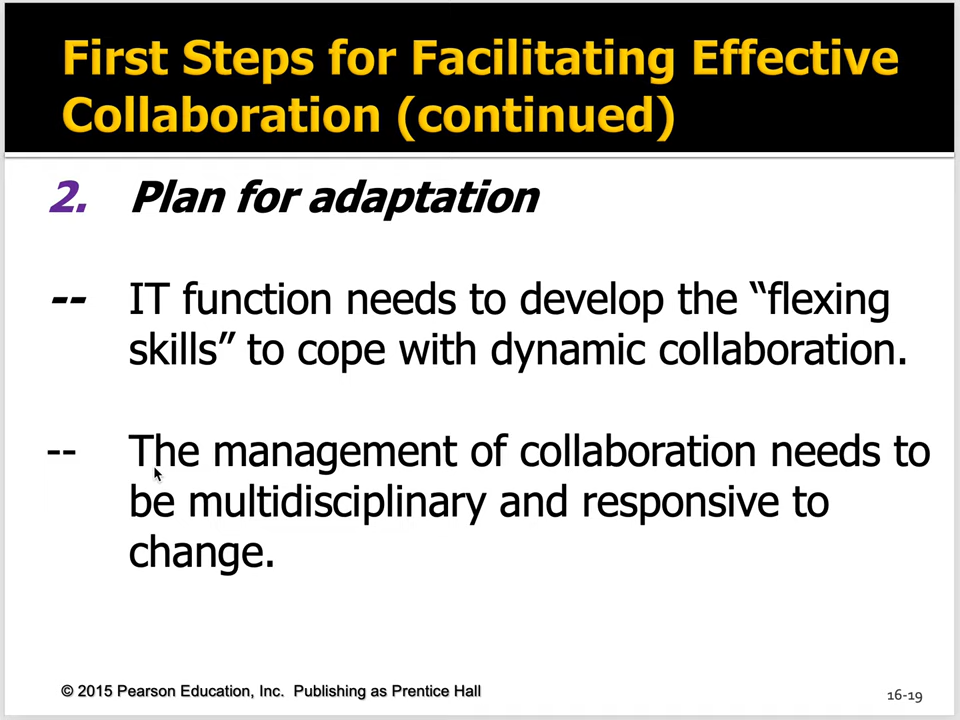 First Steps for Facilitating Effective
Collaboration (continued)
2. Plan for adaptation
-- IT function needs to develop the “flexing
skills” to cope with dynamic collaboration.
-- The management of collaboration needs to
be multidisciplinary and responsive to
change.
© 2015 Pearson Education, Inc. Publishing as Prentice Hall
16-19